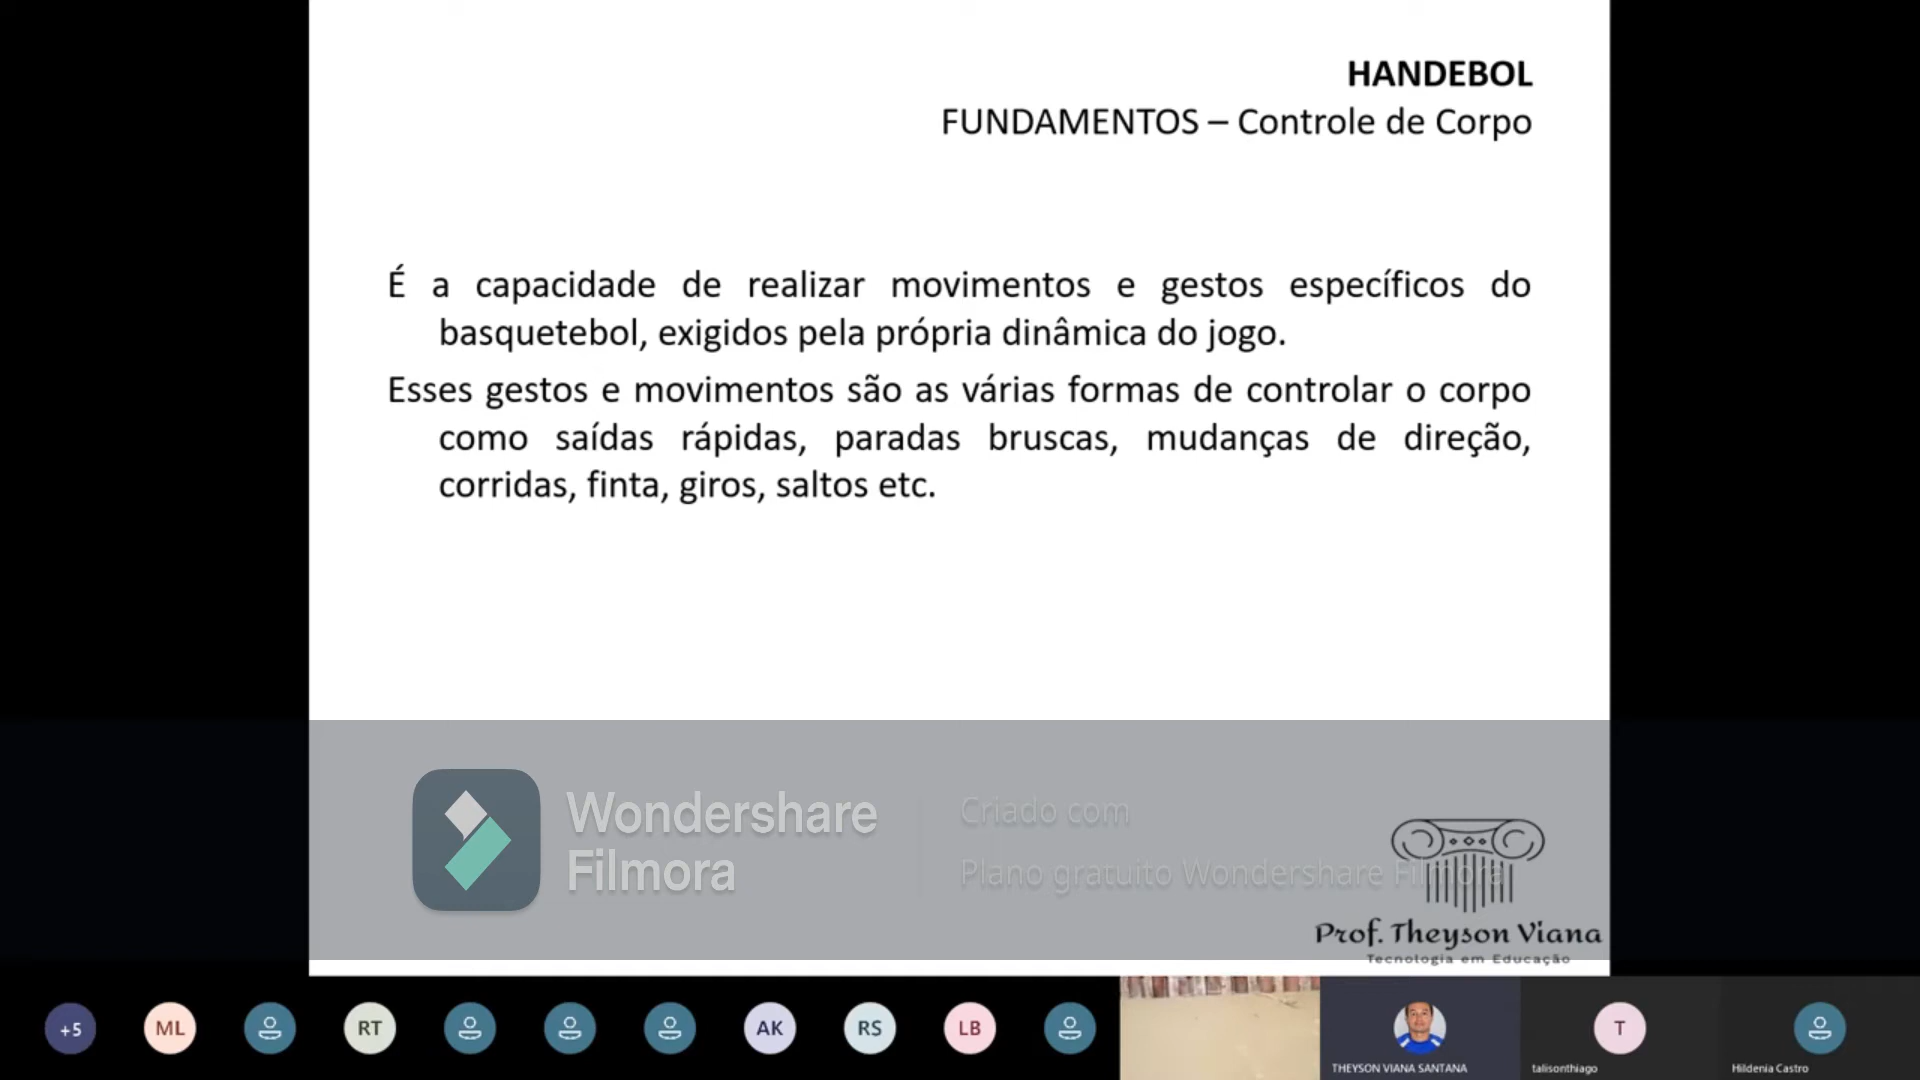 HANDEBOL
FUNDAMENTOS – Controle de Corpo
É a capacidade de realizar movimentos e gestos específicos do
basquetebol, exigidos pela própria dinâmica do jogo.
Esses gestos e movimentos são as várias formas de controlar o corpo
como saídas rápidas, paradas bruscas, mudanças de direção,
corridas, finta, giros, saltos etc.
Wondershare
Filmora
Criado com
Plano gratuito Wondershare Filmora
Prof. Theyson Viana
Tecnologia em Educação
+5
ML
RT
AK
RS
LB
T
THEYSON VIANA SANTANA
talisonthiago
Hildenia Castro